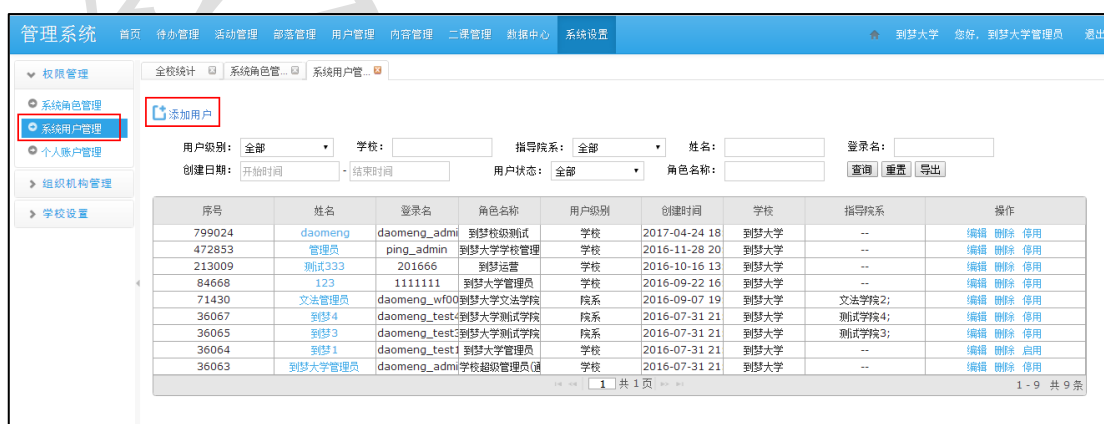 管理系统 首页 待办管理 活动管理 部落管理 用户管理 内容管理 二课管理 数据中心 系统设置 到梦大学 您好，到梦大学管理员 退出
权限管理 全校统计 系统角色管... 系统用户管...
系统角色管理
添加用户
系统用户管理
用户级别: 全部 学校: 指导院系: 全部 姓名: 登录名:
个人账户管理
创建日期: 开始时间 - 结束时间 用户状态: 全部 角色名称: 查询 重置 导出
组织机构管理
学校设置
序号 姓名 登录名 角色名称 用户级别 创建时间 学校 指导院系 操作
799024 daomeng daomeng_admi 到梦校级测试 学校 2017-04-24 18 到梦大学 -- 编辑 删除 停用
472853 管理员 ping_admin 到梦大学学校管理 学校 2016-11-28 20 到梦大学 -- 编辑 删除 停用
213009 测试333 201666 到梦运营 学校 2016-10-16 13 到梦大学 -- 编辑 删除 停用
84668 123 1111111 到梦大学管理员 学校 2016-09-22 16 到梦大学 -- 编辑 删除 停用
71430 文法管理员 daomeng_wf00 到梦大学文法学院 院系 2016-09-07 19 到梦大学 文法学院2; 编辑 删除 停用
36067 到梦4 daomeng_test4 到梦大学测试学院 院系 2016-07-31 21 到梦大学 测试学院4; 编辑 删除 停用
36065 到梦3 daomeng_test3 到梦大学测试学院 院系 2016-07-31 21 到梦大学 测试学院3; 编辑 删除 停用
36064 到梦1 daomeng_test1 到梦大学管理员 学校 2016-07-31 21 到梦大学 -- 编辑 删除 启用
36063 到梦大学管理员 daomeng_admi 学校超级管理员(通 学校 2016-07-31 21 到梦大学 -- 编辑 删除 停用
1 共 1 页 1 - 9 共 9 条